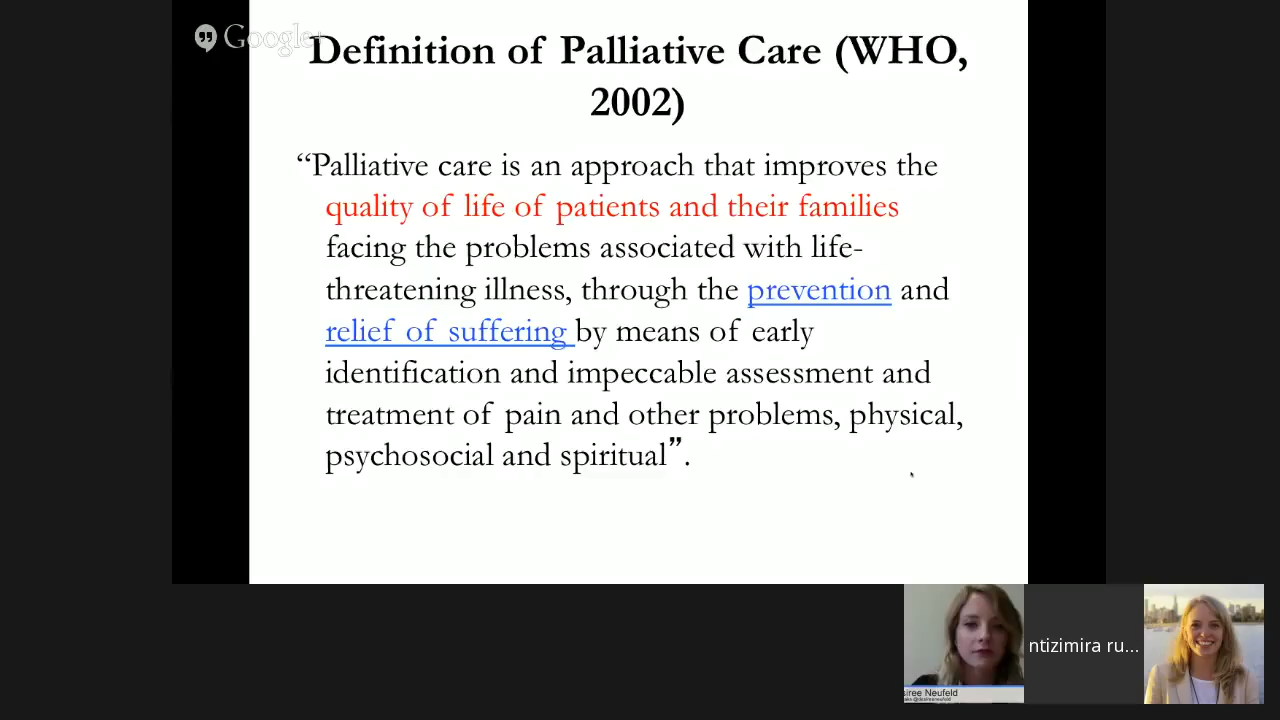 Google+
Definition of Palliative Care (WHO,
2002)
“Palliative care is an approach that improves the
quality of life of patients and their families
facing the problems associated with life-
threatening illness, through the prevention and
relief of suffering by means of early
identification and impeccable assessment and
treatment of pain and other problems, physical,
psychosocial and spiritual”.
ntizimira ru...
siree Neufeld